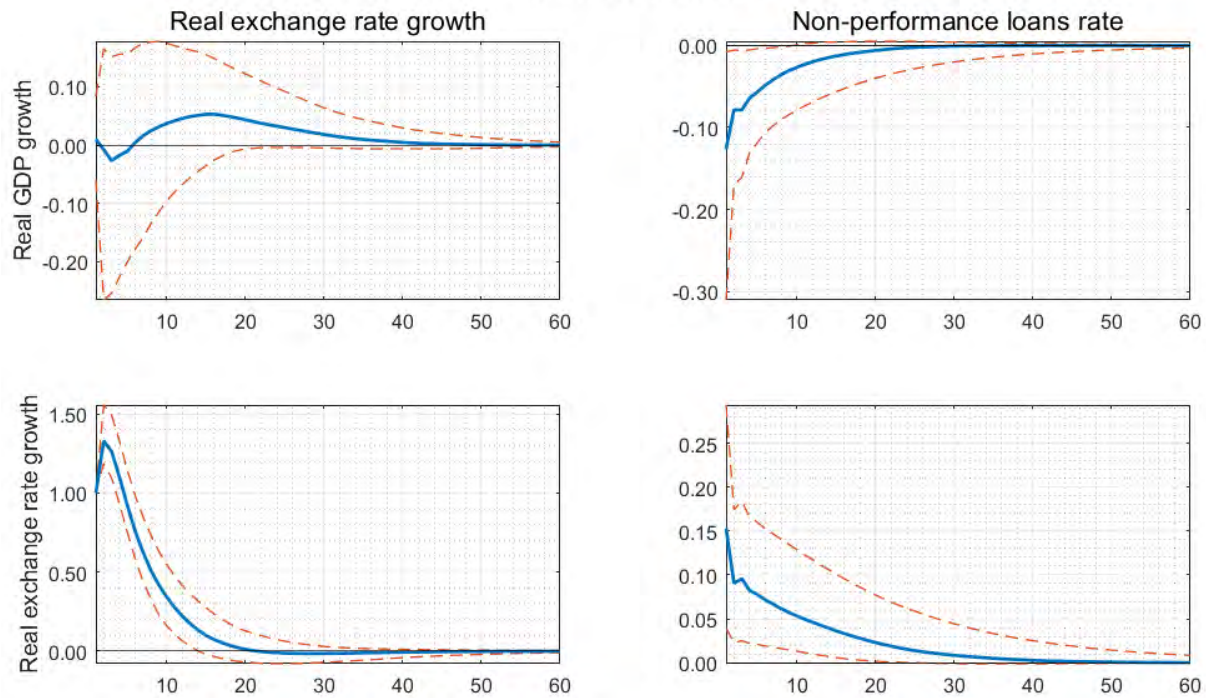 Real exchange rate growth
Non-performance loans rate
Real GDP growth
0.10
0.00
-0.10
-0.20
10 20 30 40 50 60
0.00
-0.10
-0.20
-0.30
10 20 30 40 50 60
Real exchange rate growth
1.50
1.00
0.50
0.00
10 20 30 40 50 60
0.25
0.20
0.15
0.10
0.05
0.00
10 20 30 40 50 60